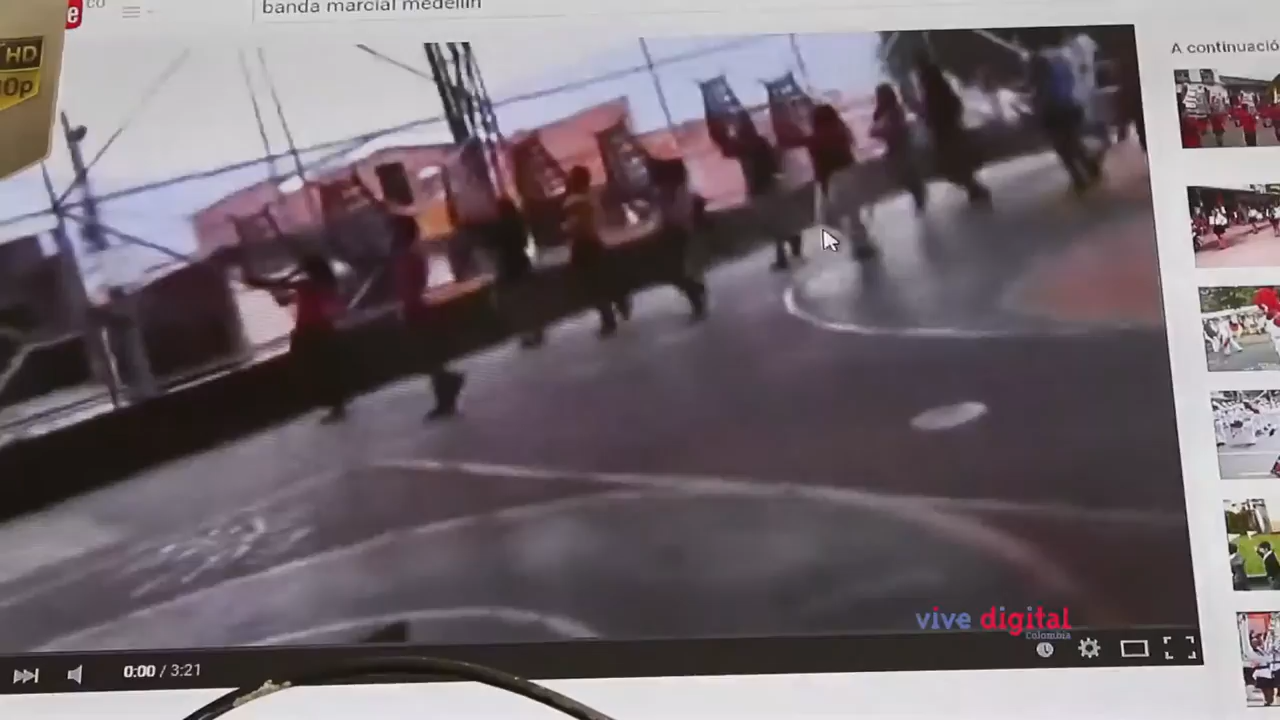 banda marcial medellin
HD
A continuació
vive digital
Colombia
0:00 / 3:21